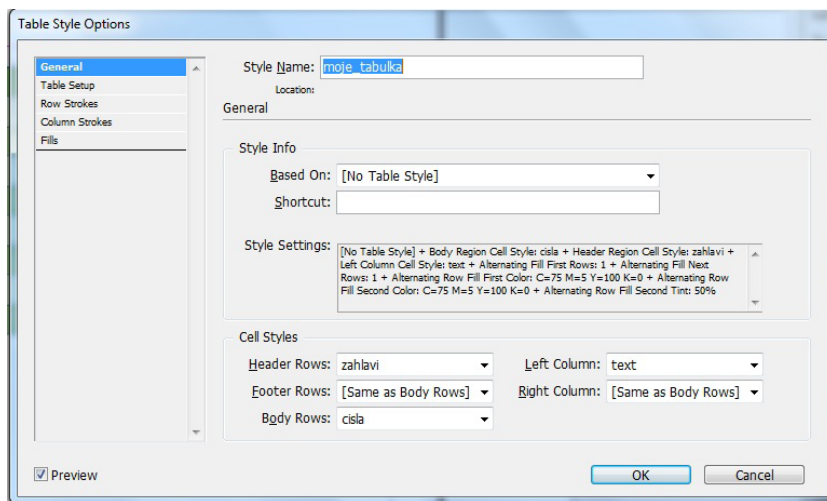 Table Style Options
General
Table Setup
Row Strokes
Column Strokes
Fills
Style Name: moje_tabulka
Location:
General
Style Info
Based On: [No Table Style]
Shortcut:
Style Settings: [No Table Style] + Body Region Cell Style: cisla + Header Region Cell Style: zahlavi +
Left Column Cell Style: text + Alternating Fill First Rows: 1 + Alternating Fill Next
Rows: 1 + Alternating Row Fill First Color: C=75 M=5 Y=100 K=0 + Alternating Row
Fill Second Color: C=75 M=5 Y=100 K=0 + Alternating Row Fill Second Tint: 50%
Cell Styles
Header Rows: zahlavi Left Column: text
Footer Rows: [Same as Body Rows] Right Column: [Same as Body Rows]
Body Rows: cisla
Preview OK Cancel